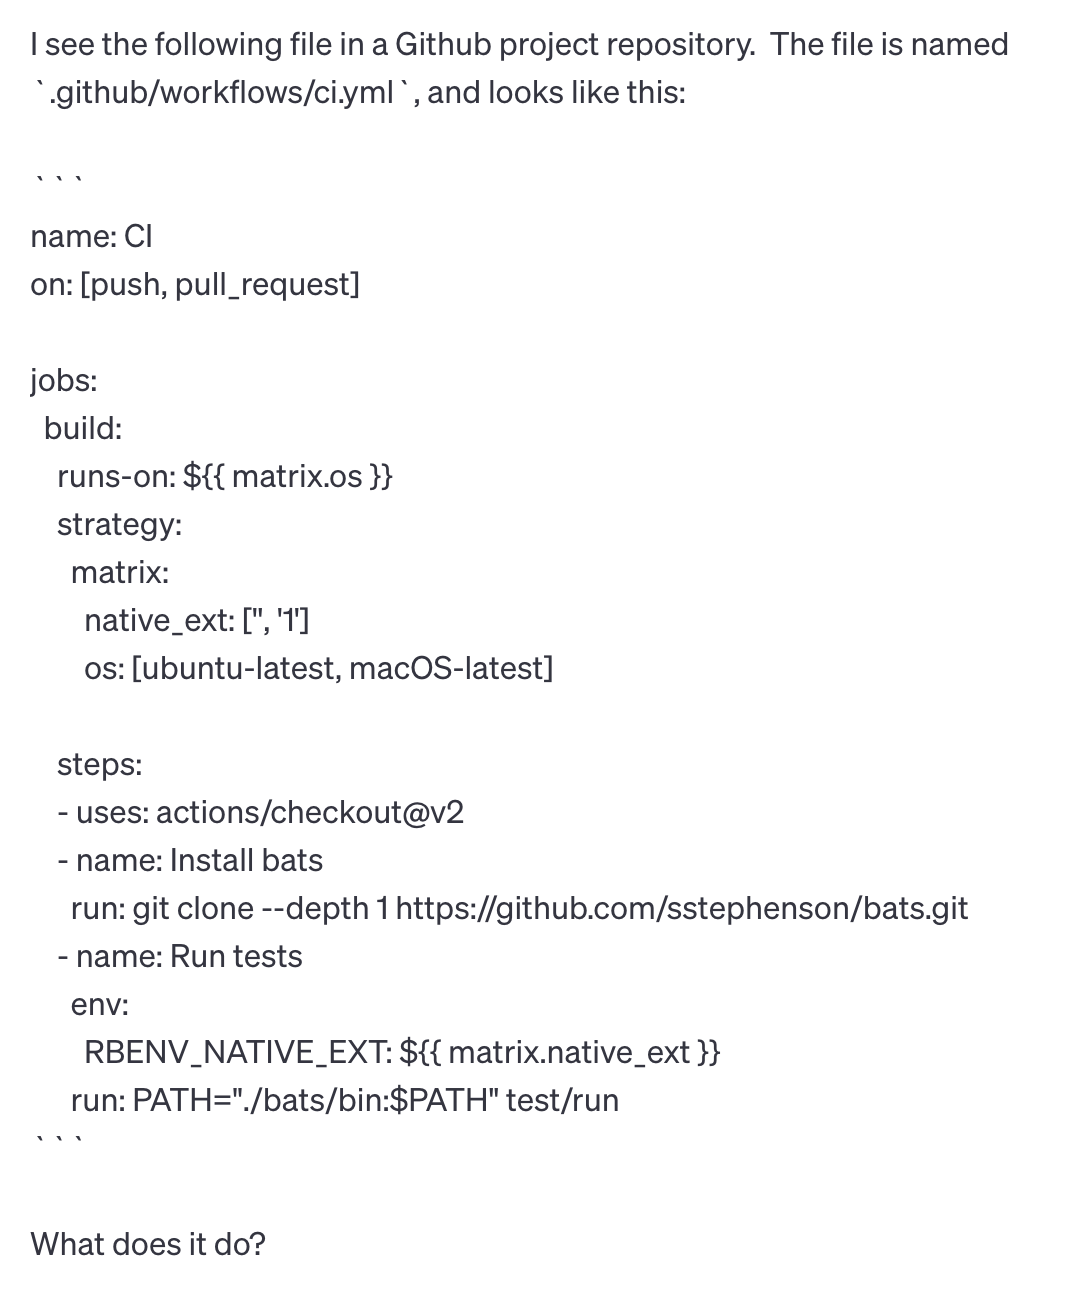 I see the following file in a Github project repository.  The file is named
`.github/workflows/ci.yml`, and looks like this:
```
name: CI
on: [push, pull_request]
jobs:
  build:
    runs-on: ${{ matrix.os }}
    strategy:
      matrix:
        native_ext: ['', '1']
        os: [ubuntu-latest, macOS-latest]
    steps:
    - uses: actions/checkout@v2
    - name: Install bats
      run: git clone --depth 1 https://github.com/sstephenson/bats.git
    - name: Run tests
      env:
        RBENV_NATIVE_EXT: ${{ matrix.native_ext }}
      run: PATH="./bats/bin:$PATH" test/run
```
What does it do?